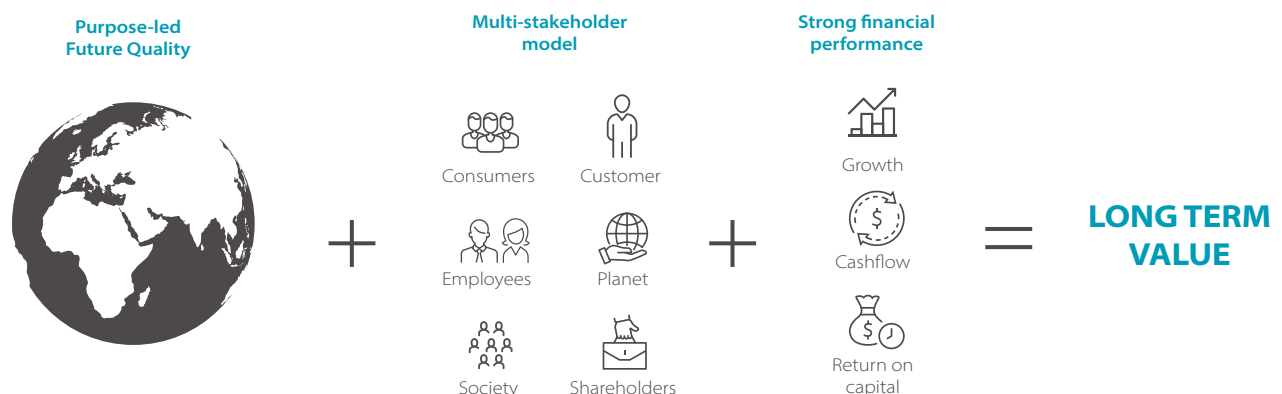 Purpose-led
Future Quality
Multi-stakeholder
model
Strong financial
performance
Consumers
Customer
Employees
Planet
Society
Shareholders
Growth
$
Cashflow
$
Return on
capital
+
+
=
LONG TERM
VALUE